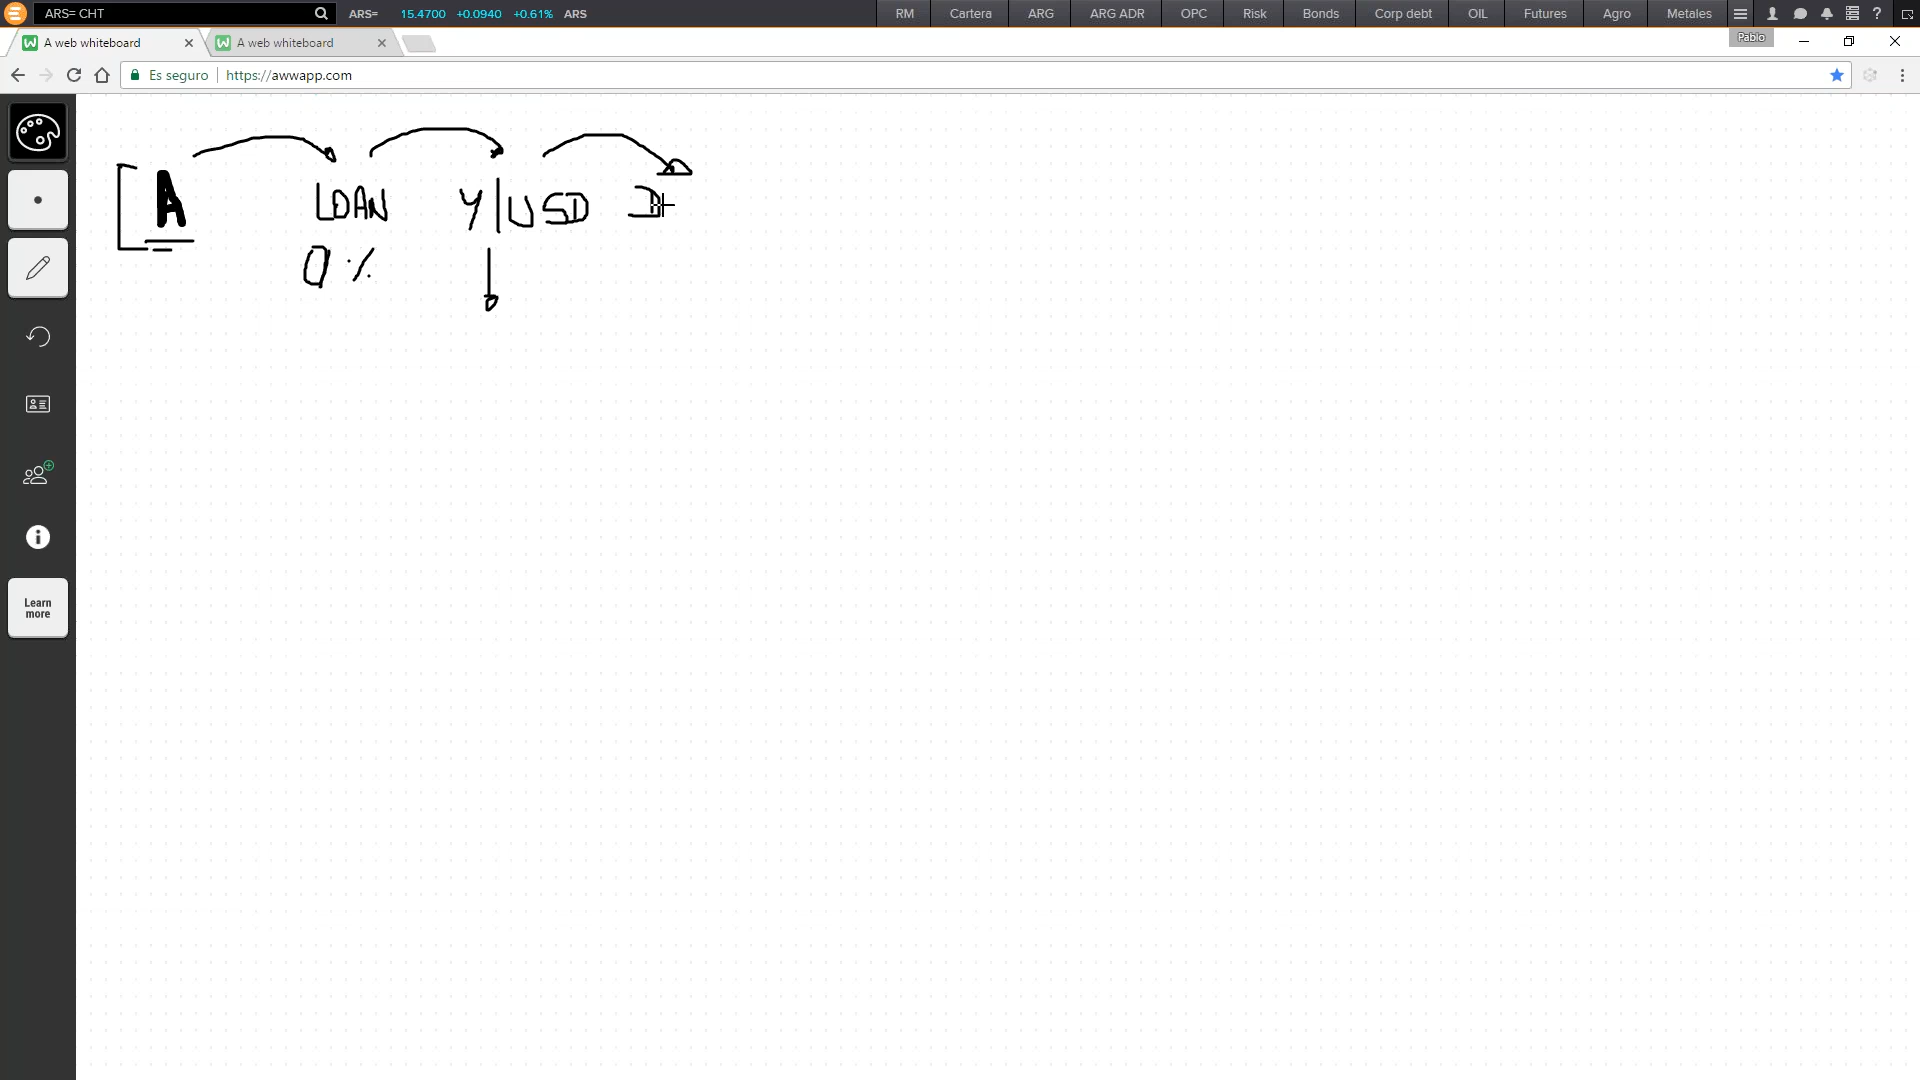 ARS= CHT ARS= 15.4700 +0.0940 +0.61% ARS RM Cartera ARG ARG ADR OPC Risk Bonds Corp debt OIL Futures Agro Metales ?
A web whiteboard A web whiteboard Pablo
Es seguro https://awwapp.com
A LOAN Y|USD
0%
i
Learn
more